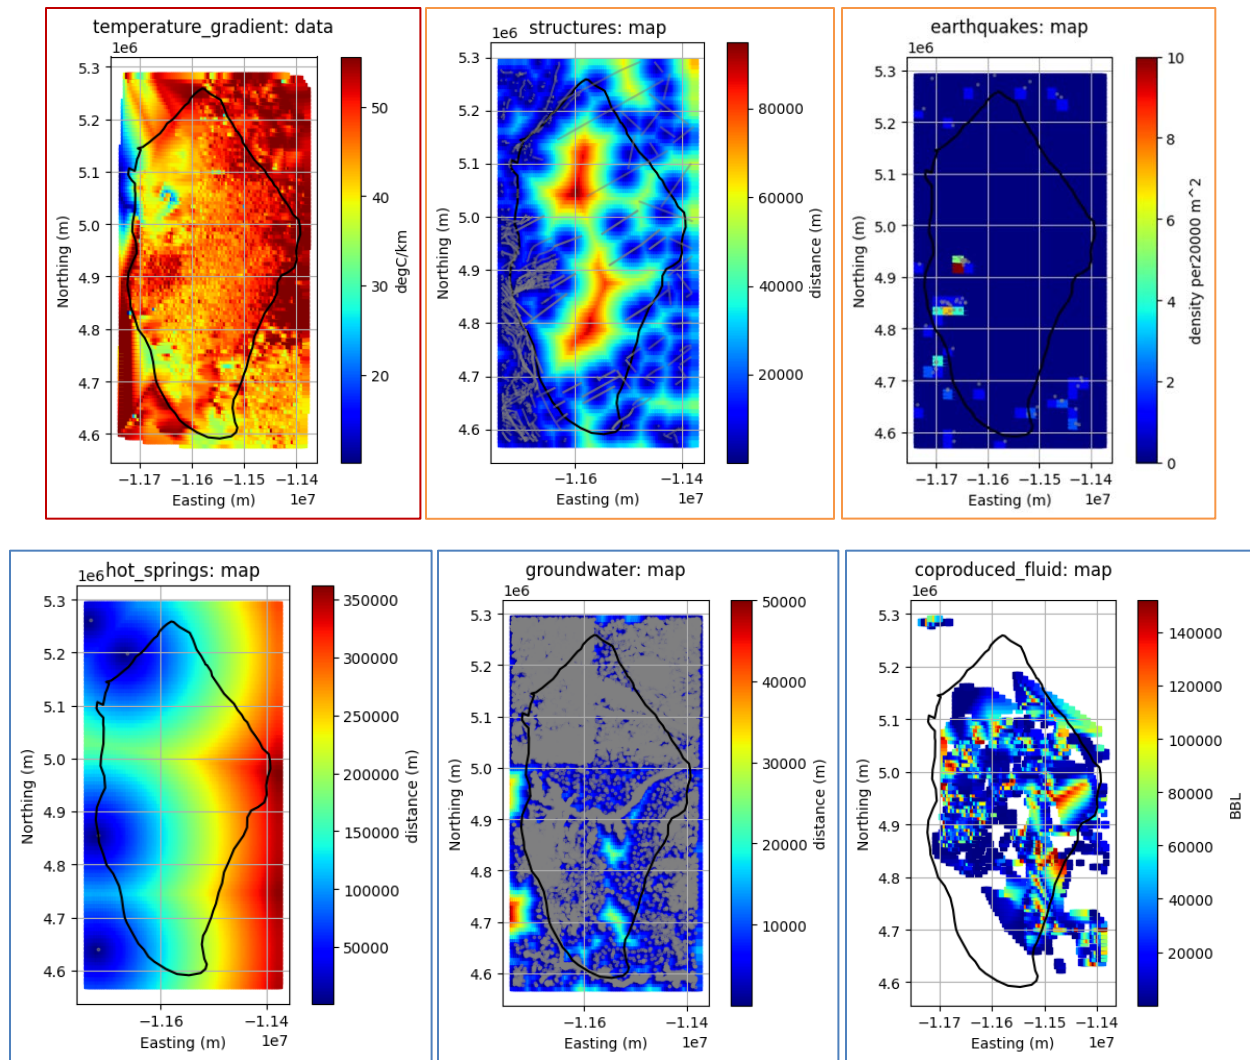 temperature_gradient: data
1e6
5.3
5.2
5.1
5.0
4.9
4.8
4.7
4.6
Northing (m)
−1.17 −1.16 −1.15 −1.14
Easting (m)
1e7
50
40
30
20
degC/km
structures: map
1e6
5.3
5.2
5.1
5.0
4.9
4.8
4.7
4.6
Northing (m)
−1.16 −1.14
Easting (m)
1e7
80000
60000
40000
20000
distance (m)
earthquakes: map
1e6
5.3
5.2
5.1
5.0
4.9
4.8
4.7
4.6
Northing (m)
−1.17 −1.16 −1.15 −1.14
Easting (m)
1e7
10
8
6
4
2
0
density per20000 m^2
hot_springs: map
1e6
5.3
5.2
5.1
5.0
4.9
4.8
4.7
4.6
Northing (m)
−1.16 −1.14
Easting (m)
1e7
350000
300000
250000
200000
150000
100000
50000
distance (m)
groundwater: map
1e6
5.3
5.2
5.1
5.0
4.9
4.8
4.7
4.6
Northing (m)
−1.16 −1.14
Easting (m)
1e7
50000
40000
30000
20000
10000
0
distance (m)
coproduced_fluid: map
1e6
5.3
5.2
5.1
5.0
4.9
4.8
4.7
4.6
Northing (m)
−1.17 −1.16 −1.15 −1.14
Easting (m)
1e7
140000
120000
100000
80000
60000
40000
20000
BBL